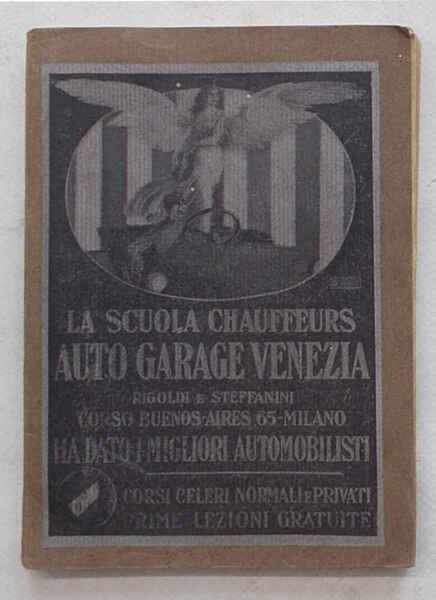 LA SCUOLA CHAUFFEURS
AUTO GARAGE VENEZIA
RIGOLDI E STEFFANINI
CORSO BUENOS-AIRES 65-MILANO
HA DATO I MIGLIORI AUTOMOBILISTI
CORSI CELERI NORMALI E PRIVATI
PRIME LEZIONI GRATUITE